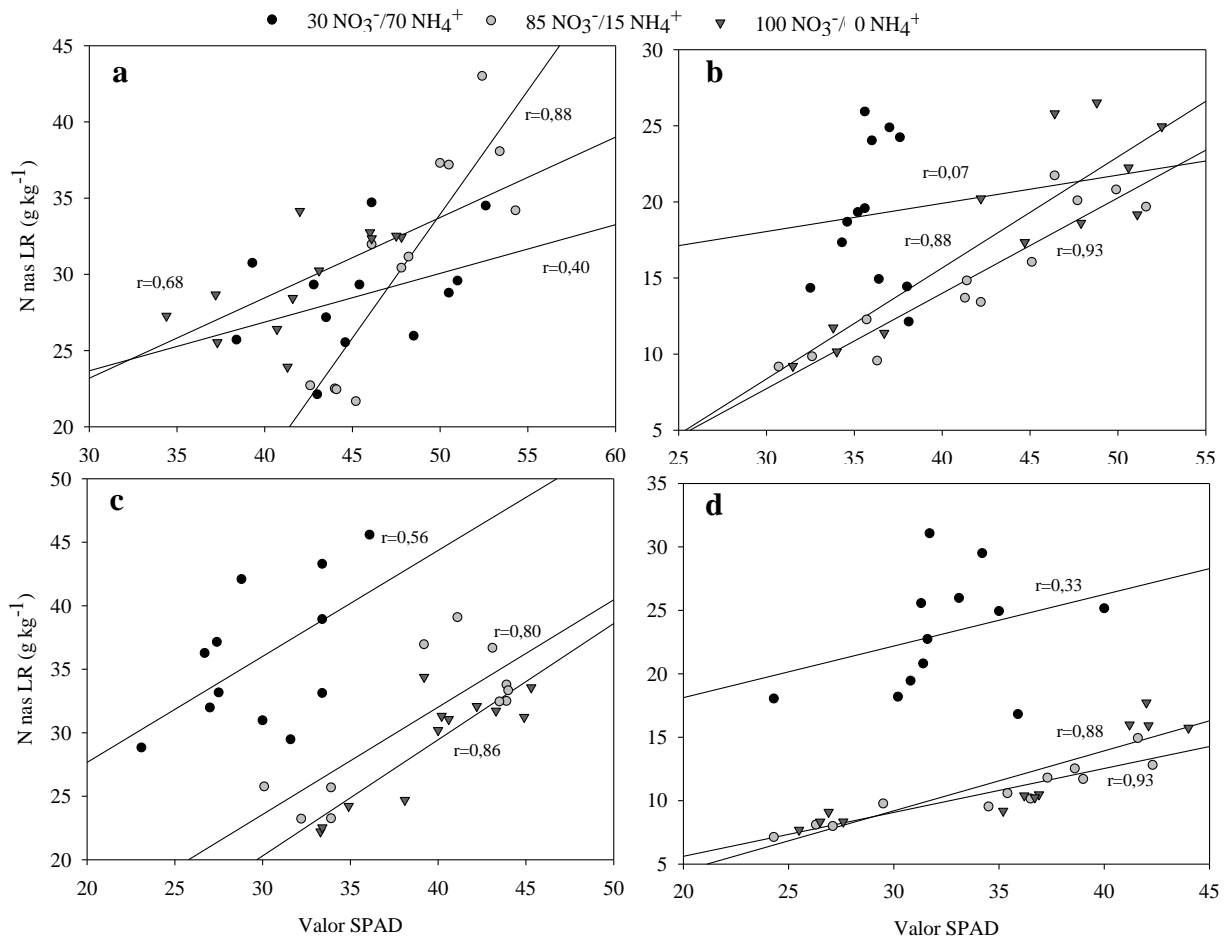 ● 30 NO₃⁻/70 NH₄⁺ ○ 85 NO₃⁻/15 NH₄⁺ ▼ 100 NO₃⁻/ 0 NH₄⁺
a
b
N nas LR (g kg⁻¹)
45
40
35
30
25
20
r=0,88
r=0,68
r=0,40
30 35 40 45 50 55 60
30
25
20
15
10
5
r=0,07
r=0,88
r=0,93
25 30 35 40 45 50 55
c
d
N nas LR (g kg⁻¹)
50
45
40
35
30
25
20
r=0,56
r=0,80
r=0,86
20 25 30 35 40 45 50
Valor SPAD
35
30
25
20
15
10
5
r=0,33
r=0,88
r=0,93
20 25 30 35 40 45
Valor SPAD